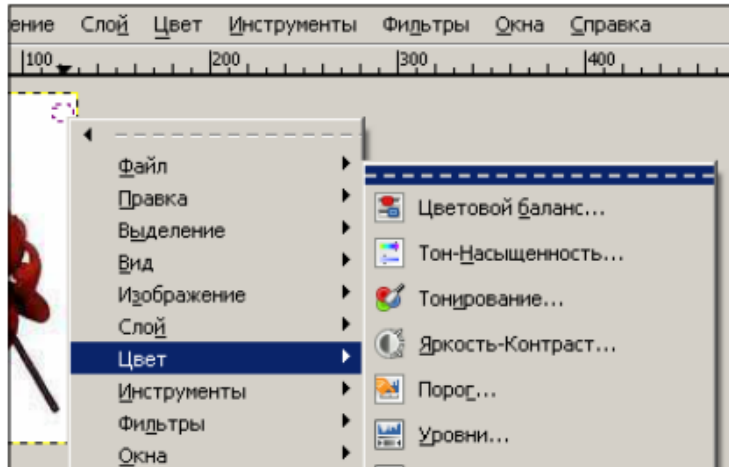 ение Слой Цвет Инструменты Фильтры Окна Справка
100 200 300 400
Файл
Правка
Выделение
Вид
Изображение
Слой
Цвет
Инструменты
Фильтры
Окна
Цветовой баланс...
Тон-Насыщенность...
Тонирование...
Яркость-Контраст...
Порог...
Уровни...